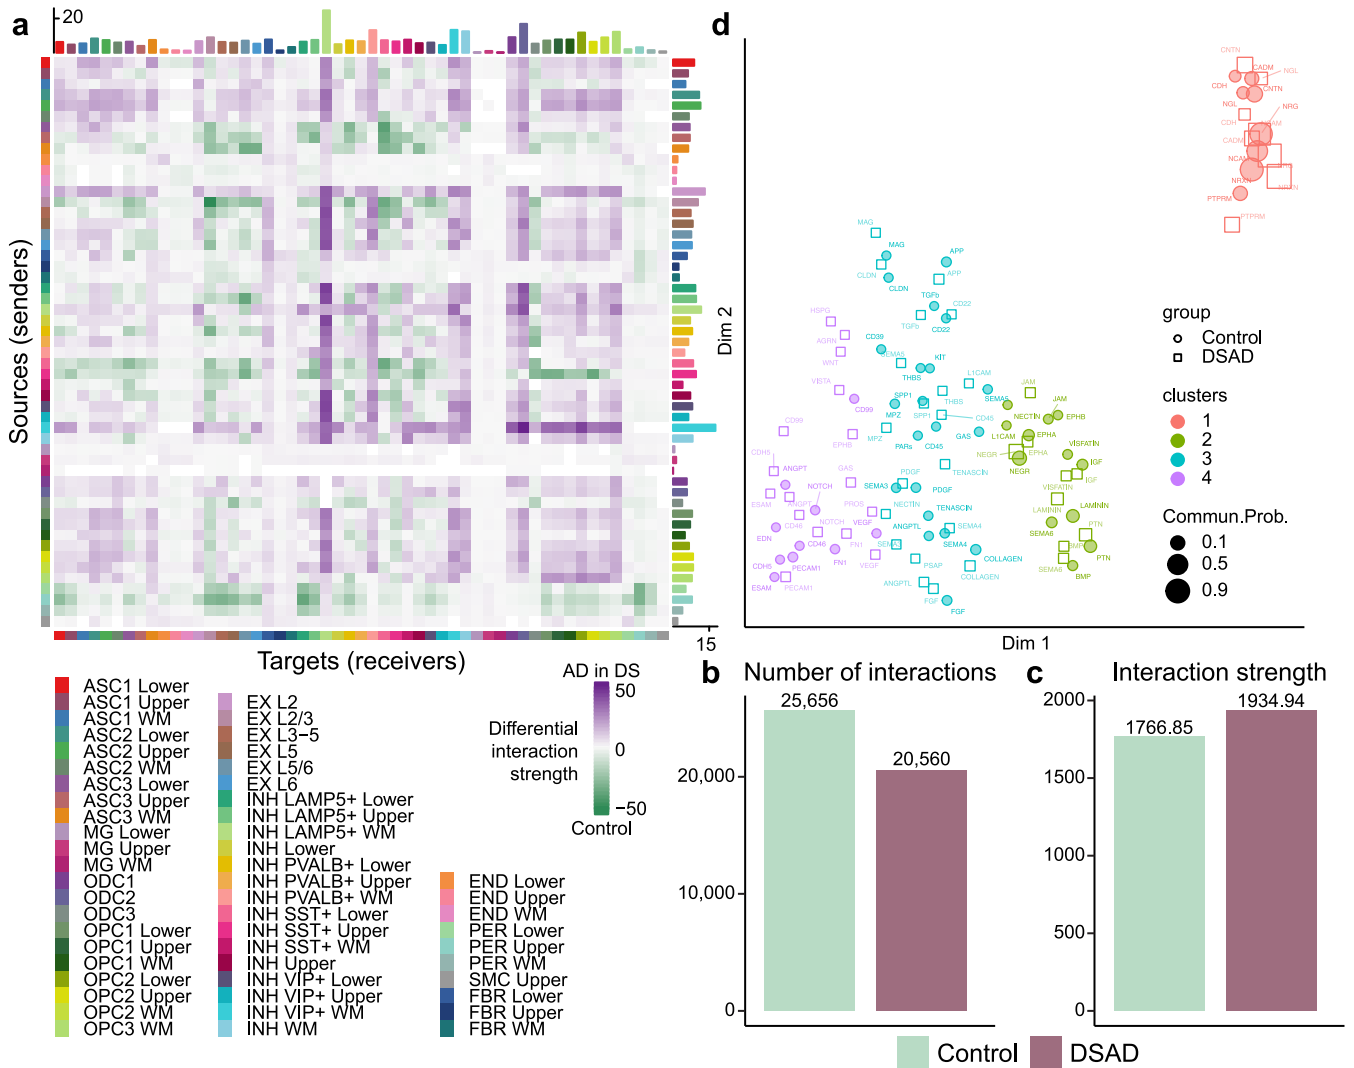 a
20
Sources (senders)
15
Targets (receivers)
AD in DS
50
Differential
interaction
strength
0
−50
Control
ASC1 Lower
ASC1 Upper
ASC1 WM
ASC2 Lower
ASC2 Upper
ASC2 WM
ASC3 Lower
ASC3 Upper
ASC3 WM
MG Lower
MG Upper
MG WM
ODC1
ODC2
ODC3
OPC1 Lower
OPC1 Upper
OPC1 WM
OPC2 Lower
OPC2 Upper
OPC2 WM
OPC3 WM
EX L2
EX L2/3
EX L3−5
EX L5
EX L5/6
EX L6
INH LAMP5+ Lower
INH LAMP5+ Upper
INH LAMP5+ WM
INH Lower
INH PVALB+ Lower
INH PVALB+ Upper
INH PVALB+ WM
INH SST+ Lower
INH SST+ Upper
INH SST+ WM
INH Upper
INH VIP+ Lower
INH VIP+ Upper
INH VIP+ WM
INH WM
END Lower
END Upper
END WM
PER Lower
PER Upper
PER WM
SMC Upper
FBR Lower
FBR Upper
FBR WM
d
Dim 2
Dim 1
CNTN
CADM
NGL
CDH
CNTN
NGL
NRG
CDH
CADM
NRXN
PTPRM
PTPRM
MAG
MAG
APP
CLDN
APP
CLDN
TGFb
CD22
HSPG
TGFb
CD22
AGRN
CD39
SEMA5
KIT
WNT
THBS
L1CAM
JAM
VISTA
SPP1
THBS
SEMA5
JAM
CD99
MPZ
SPP1
CD45
NECTIN
EPHB
CD99
L1CAM
EPHA
EPHB
MPZ
PARs
CD45
GAS
VISFATIN
CDH5
ANGPT
GAS
PDGF
TENASCIN
NEGR
EPHA
NEGR
IGF
IGF
NOTCH
SEMA3
PDGF
VISFATIN
ESAM
ANGPT
PROS
NECTIN
LAMININ
LAMININ
CD46
NOTCH
VEGF
TENASCIN
ANGPTL
SEMA4
SEMA6
PTN
EDN
CD46
FN1
SEMA4
PTN
CDH5
PECAM1
FN1
VEGF
PSAP
COLLAGEN
COLLAGEN
SEMA6
BMP
ESAM
PECAM1
ANGPTL
FGF
FGF
group
Control
DSAD
clusters
1
2
3
4
Commun.Prob.
0.1
0.5
0.9
b
Number of interactions
25,656
20,560
20,000
10,000
0
c
Interaction strength
2000
1766.85
1934.94
1500
1000
500
0
Control
DSAD